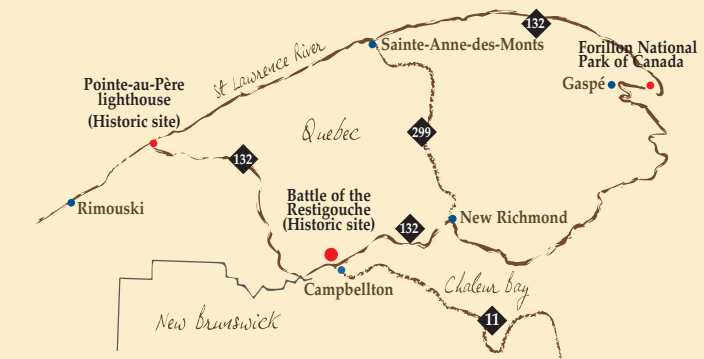 132
Sainte-Anne-des-Monts
Forillon National
Park of Canada
Gaspé
St Lawrence River
Pointe-au-Père
lighthouse
(Historic site)
Quebec
299
132
Rimouski
Battle of the
Restigouche
(Historic site)
132
New Richmond
Campbellton
Chaleur Bay
New Brunswick
11